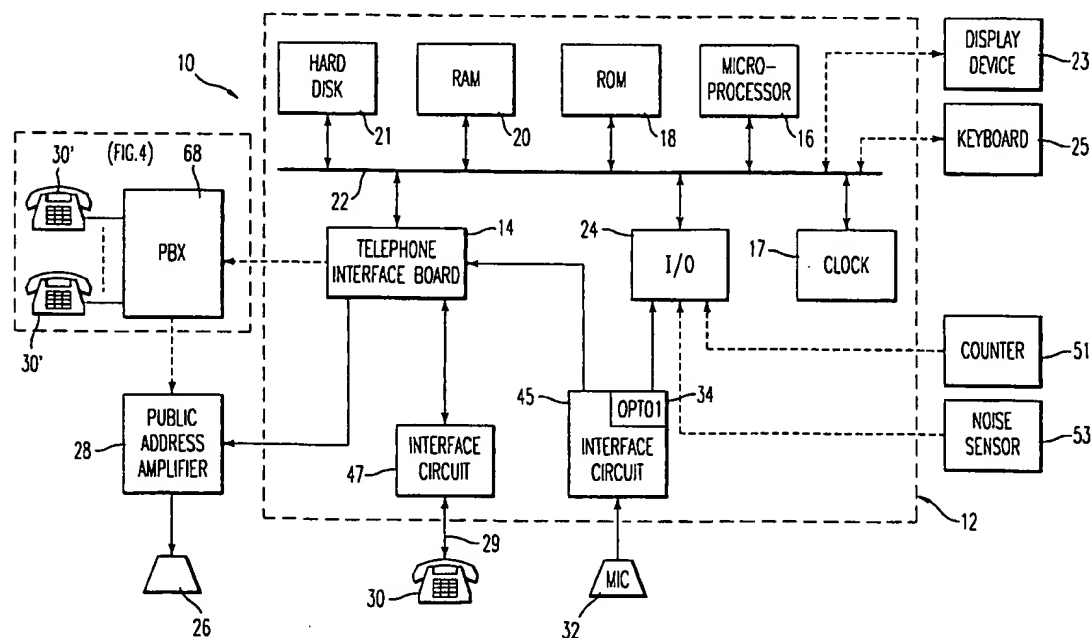 10
HARD
DISK
21
RAM
20
ROM
18
MICRO-
PROCESSOR
16
DISPLAY
DEVICE
23
KEYBOARD
25
22
30'
(FIG.4)
68
PBX
30'
14
TELEPHONE
INTERFACE BOARD
24
I/O
17
CLOCK
COUNTER
51
45
OPTO1
34
INTERFACE
CIRCUIT
NOISE
SENSOR
53
28
PUBLIC
ADDRESS
AMPLIFIER
47
INTERFACE
CIRCUIT
12
29
26
30
MIC
32